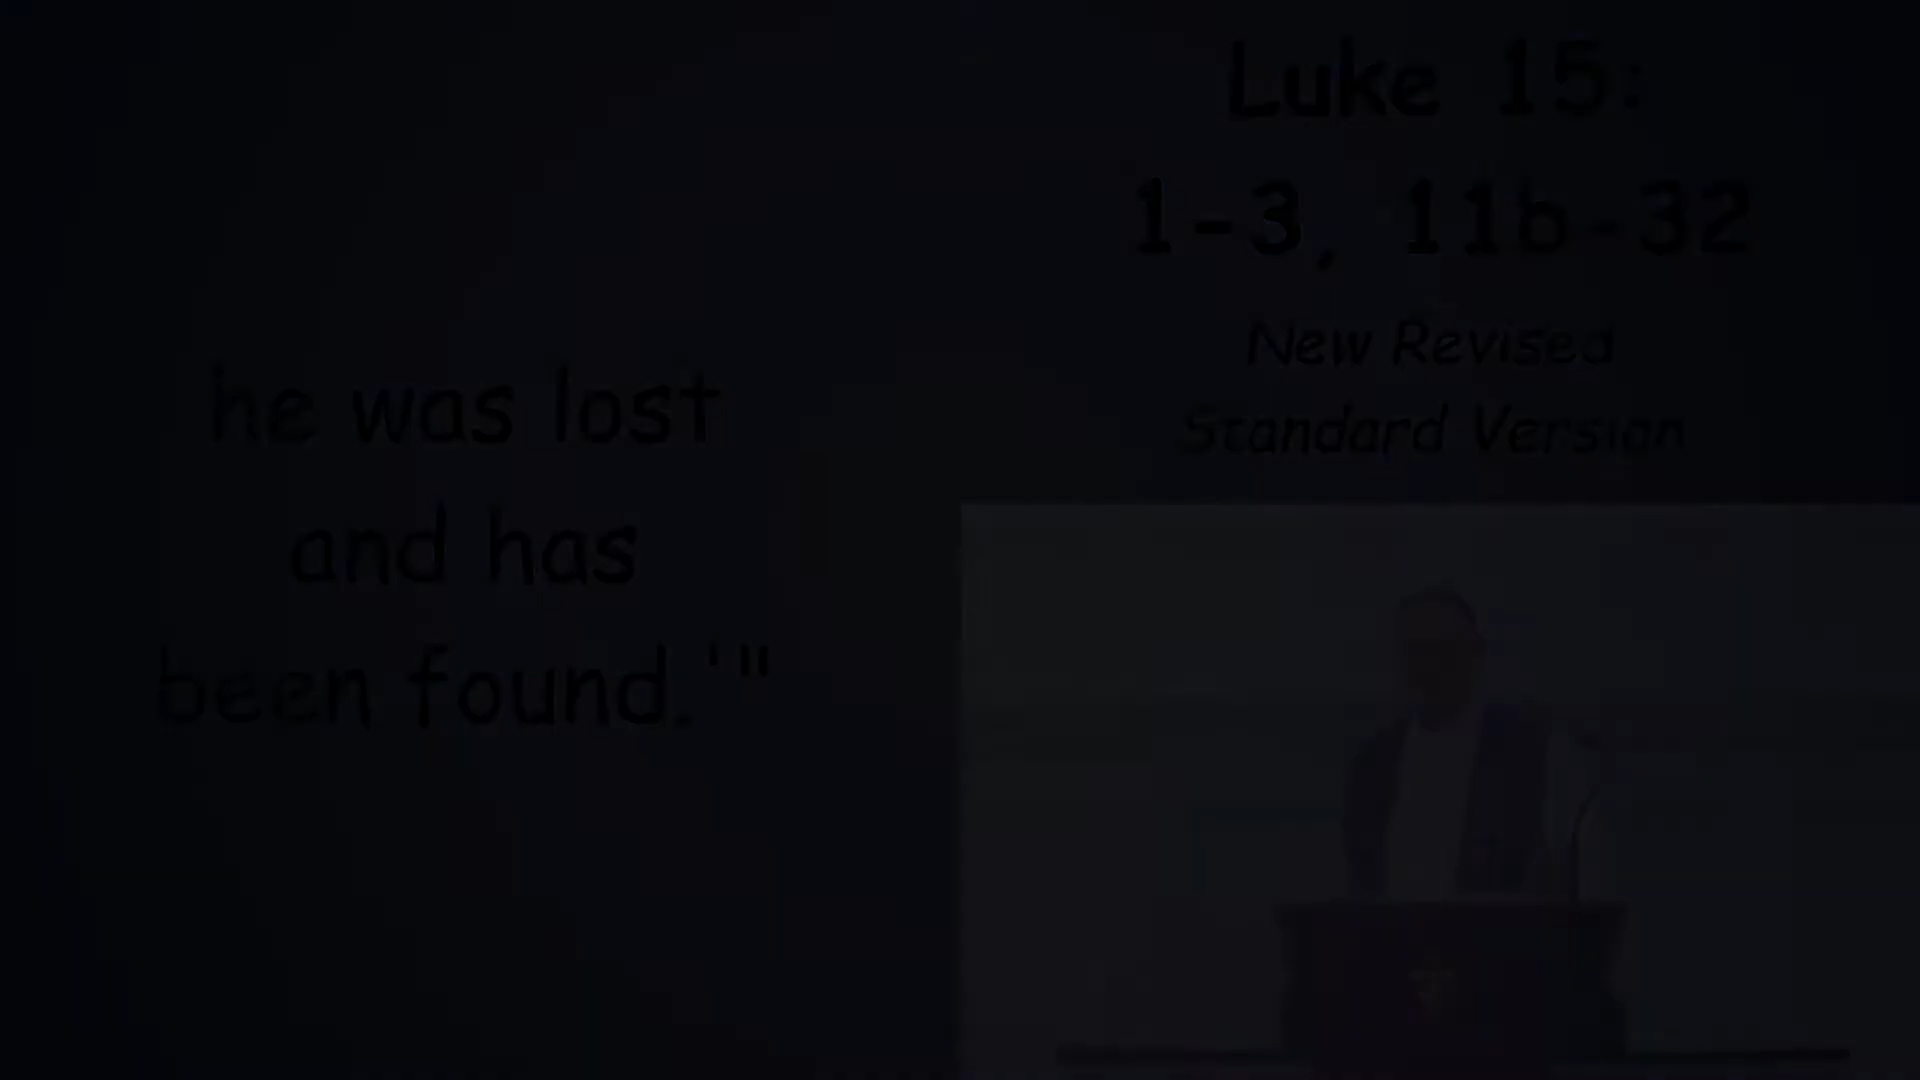 Luke 15:
1-3, 11b-32
New Revised
Standard Version
he was lost
and has
been found.'"